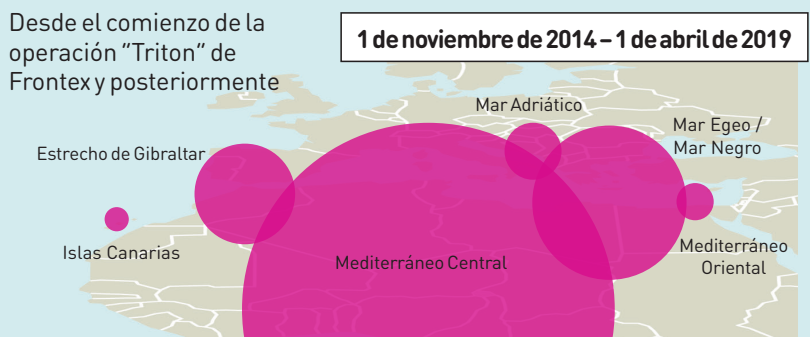 Desde el comienzo de la
operación "Triton" de
Frontex y posteriormente
1 de noviembre de 2014 – 1 de abril de 2019
Mar Adriático
Mar Egeo /
Mar Negro
Estrecho de Gibraltar
Islas Canarias
Mediterráneo Central
Mediterráneo
Oriental